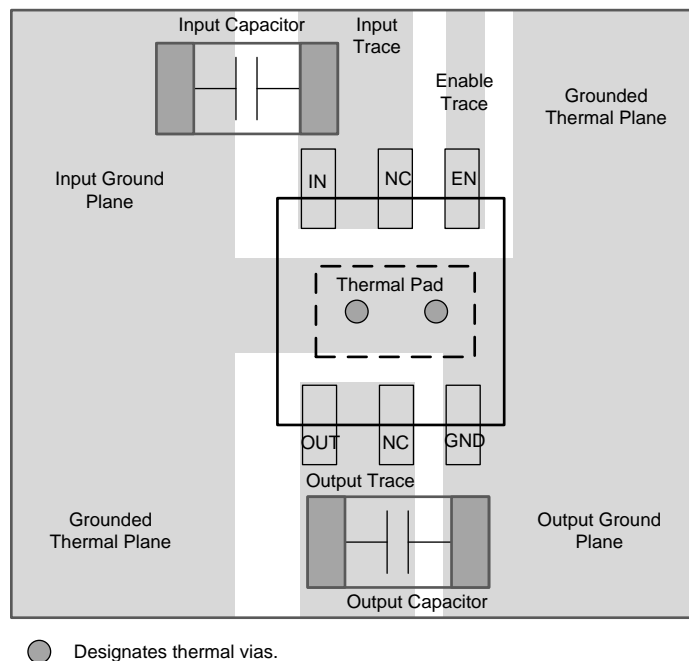 Input Capacitor
Input
Trace
Enable
Trace
Grounded
Thermal Plane
Input Ground
Plane
IN
NC
EN
Thermal Pad
OUT
NC
GND
Output Trace
Grounded
Thermal Plane
Output Ground
Plane
Output Capacitor
Designates thermal vias.